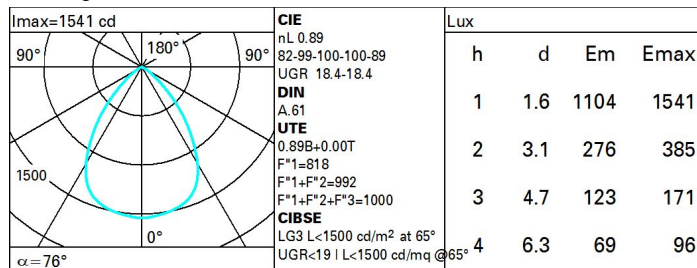 Imax=1541 cd
90°
180°
90°
1500
0°
α=76°
CIE
nL 0.89
82-99-100-100-89
UGR 18.4-18.4
DIN
A.61
UTE
0.89B+0.00T
F"1=818
F"1+F"2=992
F"1+F"2+F"3=1000
CIBSE
LG3 L<1500 cd/m² at 65°
UGR<19 | L<1500 cd/mq @65°
Lux
h d Em Emax
1 1.6 1104 1541
2 3.1 276 385
3 4.7 123 171
4 6.3 69 96